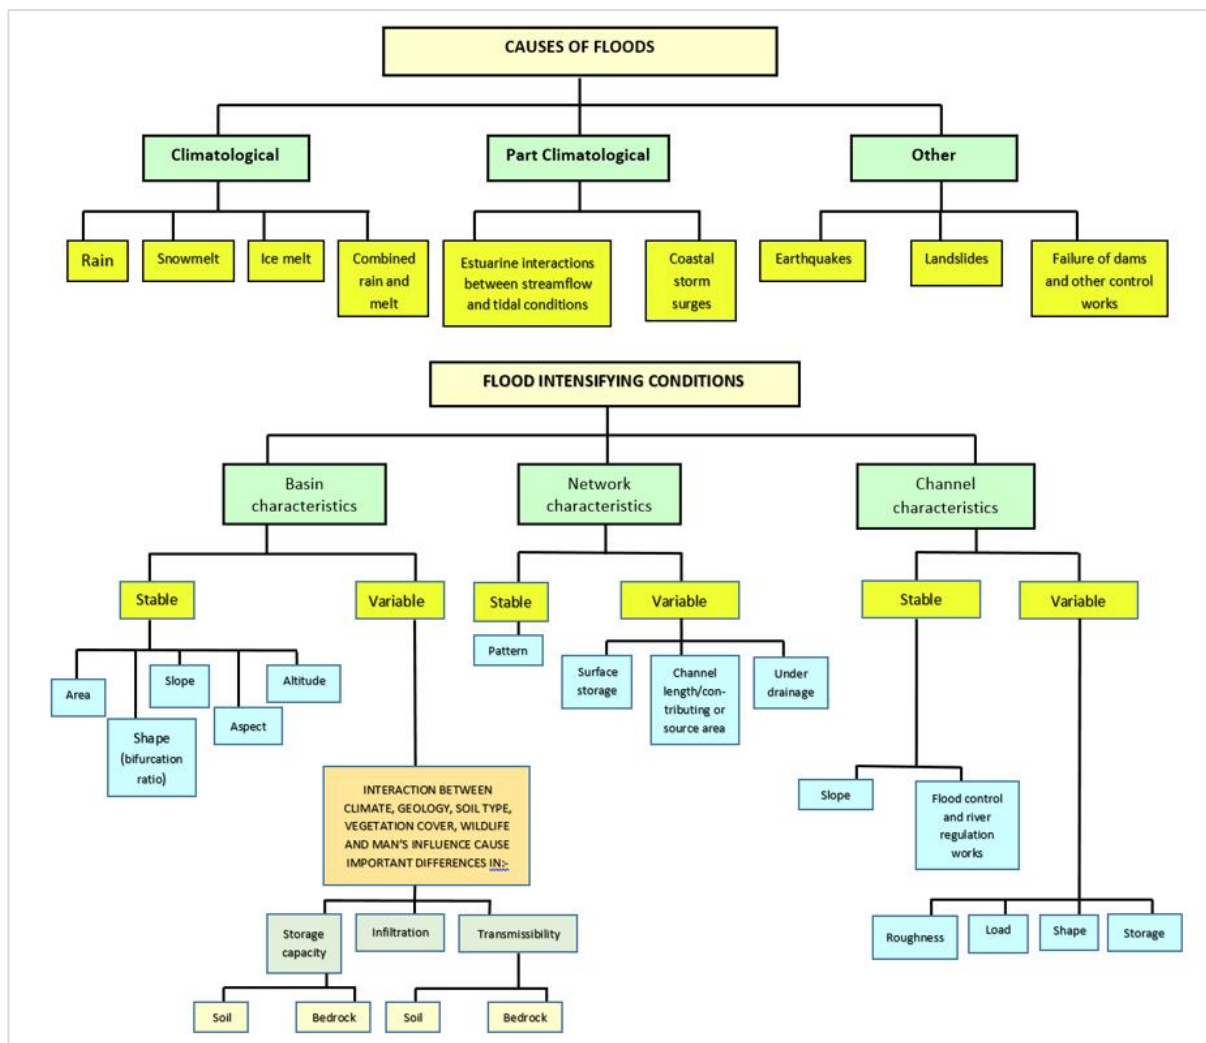 CAUSES OF FLOODS
Climatological
Part Climatological
Other
Rain
Snowmelt
Ice melt
Combined
rain and
melt
Estuarine interactions
between streamflow
and tidal conditions
Coastal
storm
surges
Earthquakes
Landslides
Failure of dams
and other control
works
FLOOD INTENSIFYING CONDITIONS
Basin
characteristics
Network
characteristics
Channel
characteristics
Stable
Variable
Stable
Variable
Stable
Variable
Area
Shape
(bifurcation
ratio)
Slope
Aspect
Altitude
Pattern
Surface
storage
Channel
length/con-
tributing or
source area
Under
drainage
INTERACTION BETWEEN
CLIMATE, GEOLOGY, SOIL TYPE,
VEGETATION COVER, WILDLIFE
AND MAN'S INFLUENCE CAUSE
IMPORTANT DIFFERENCES IN:-
Slope
Flood control
and river
regulation
works
Storage
capacity
Infiltration
Transmissibility
Roughness
Load
Shape
Storage
Soil
Bedrock
Soil
Bedrock